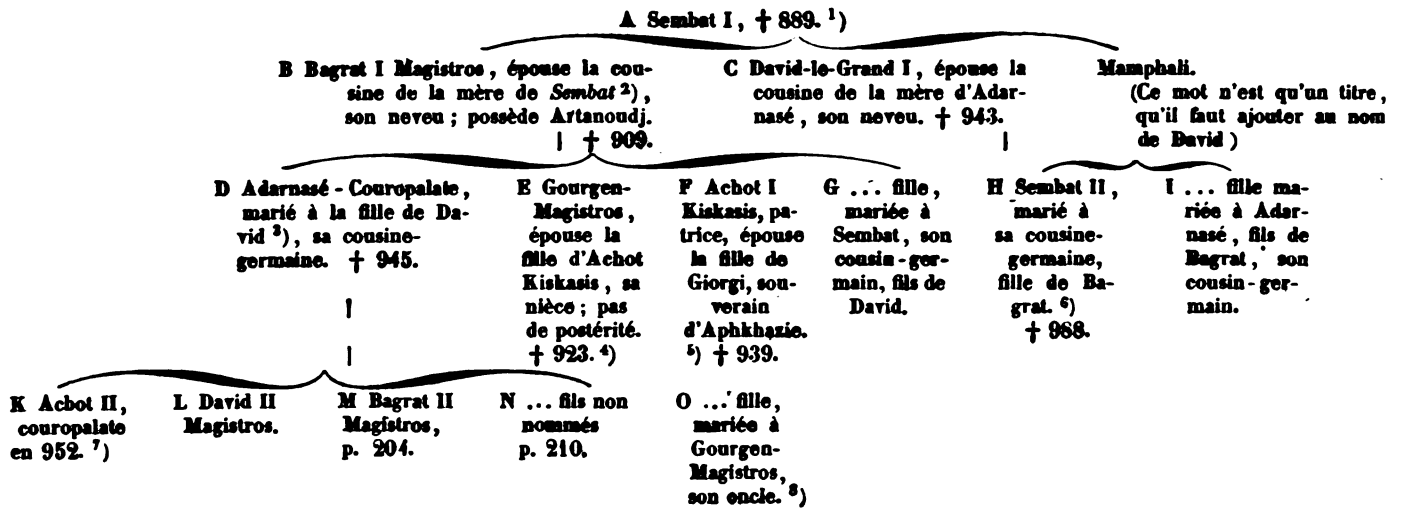 A Sembat I, † 889. ¹)
B Bagrat I Magistros, épouse la cou-
sine de la mère de Sembat ²),
son neveu; possède Artanoudj.
† 909.
C David-le-Grand I, épouse la
cousine de la mère d'Adar-
nasé, son neveu. † 943.
Mamphali.
(Ce mot n'est qu'un titre,
qu'il faut ajouter au nom
de David)
D Adarnasé-Couropalate,
marié à la fille de Da-
vid ³), sa cousine-
germaine. † 945.
E Gourgen-
Magistros,
épouse la
fille d'Achot
Kiskasis, sa
nièce; pas
de postérité.
† 923. ⁴)
F Achot I
Kiskasis, pa-
trice, épouse
la fille de
Giorgi, sou-
verain
d'Aphkhazie.
⁵) † 939.
G ... fille,
mariée à
Sembat, son
cousin-ger-
main, fils de
David.
H Sembat II,
marié à
sa cousine-
germaine,
fille de Ba-
grat. ⁶)
† 988.
I ... fille ma-
riée à Adar-
nasé, fils de
Bagrat, son
cousin-ger-
main.
K Achot II,
couropalate
en 952. ⁷)
L David II
Magistros.
M Bagrat II
Magistros,
p. 204.
N ... fils non
nommés
p. 210.
O ... fille,
mariée à
Gourgen-
Magistros,
son oncle. ⁸)